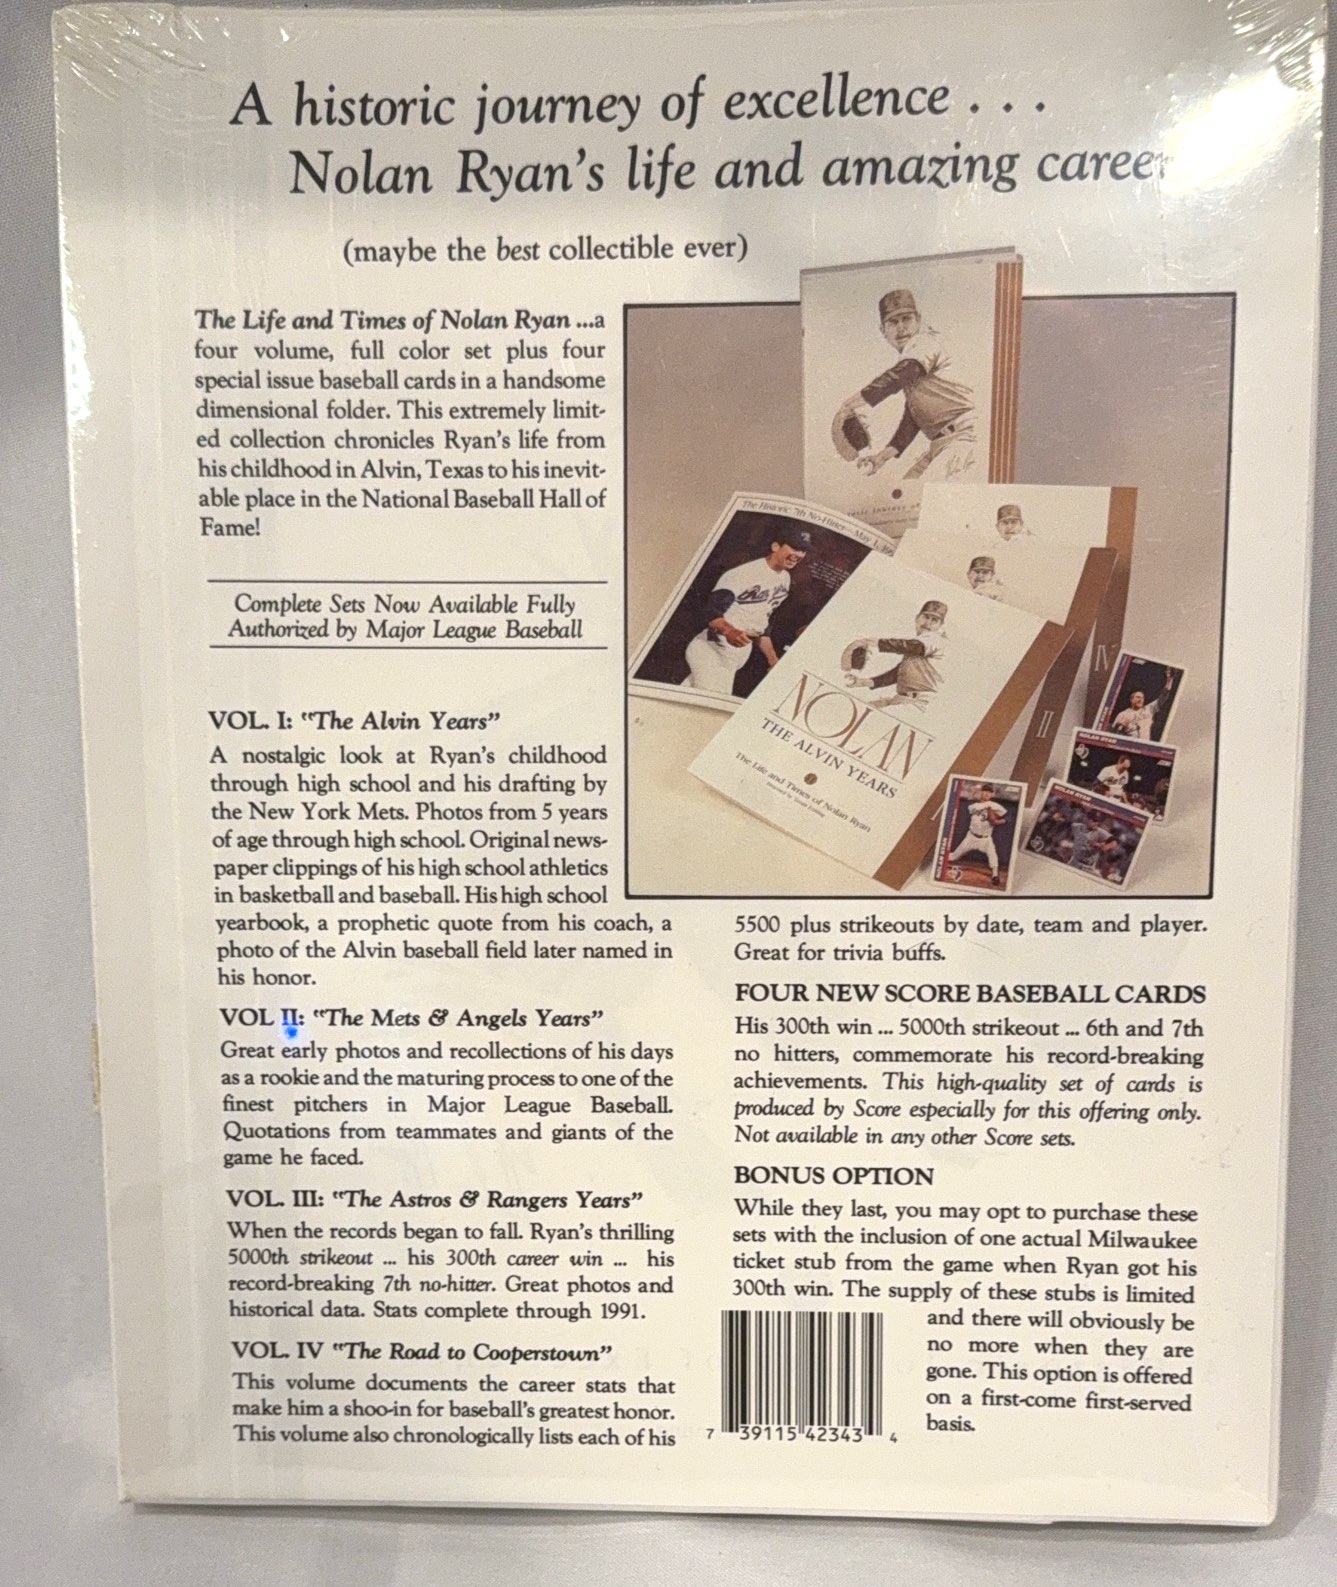 A historic journey of excellence . . .
Nolan Ryan's life and amazing career
(maybe the best collectible ever)
The Life and Times of Nolan Ryan ...a
four volume, full color set plus four
special issue baseball cards in a handsome
dimensional folder. This extremely limit-
ed collection chronicles Ryan's life from
his childhood in Alvin, Texas to his inevit-
able place in the National Baseball Hall of
Fame!
Complete Sets Now Available Fully
Authorized by Major League Baseball
VOL. I: "The Alvin Years"
A nostalgic look at Ryan's childhood
through high school and his drafting by
the New York Mets. Photos from 5 years
of age through high school. Original news-
paper clippings of his high school athletics
in basketball and baseball. His high school
yearbook, a prophetic quote from his coach, a
photo of the Alvin baseball field later named in
his honor.
VOL II: "The Mets & Angels Years"
Great early photos and recollections of his days
as a rookie and the maturing process to one of the
finest pitchers in Major League Baseball.
Quotations from teammates and giants of the
game he faced.
VOL. III: "The Astros & Rangers Years"
When the records began to fall. Ryan's thrilling
5000th strikeout ... his 300th career win ... his
record-breaking 7th no-hitter. Great photos and
historical data. Stats complete through 1991.
VOL. IV "The Road to Cooperstown"
This volume documents the career stats that
make him a shoo-in for baseball's greatest honor.
This volume also chronologically lists each of his
The Historic 7th No-Hitter—May 1,
NOLAN
THE ALVIN YEARS
The Life and Times of Nolan Ryan
II
IV
NOLAN RYAN
NOLAN RYAN
NOLAN RYAN
5500 plus strikeouts by date, team and player.
Great for trivia buffs.
FOUR NEW SCORE BASEBALL CARDS
His 300th win ... 5000th strikeout ... 6th and 7th
no hitters, commemorate his record-breaking
achievements. This high-quality set of cards is
produced by Score especially for this offering only.
Not available in any other Score sets.
BONUS OPTION
While they last, you may opt to purchase these
sets with the inclusion of one actual Milwaukee
ticket stub from the game when Ryan got his
300th win. The supply of these stubs is limited
and there will obviously be
no more when they are
gone. This option is offered
on a first-come first-served
basis.
7 39115 42343 4